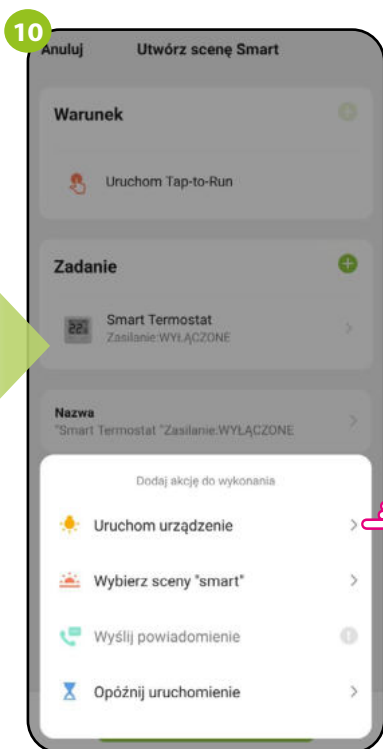 10
Anuluj Utwórz scenę Smart
Warunek
Uruchom Tap-to-Run
Zadanie
Smart Termostat
Zasilanie:WYŁĄCZONE
Nazwa
"Smart Termostat "Zasilanie:WYŁĄCZONE
Dodaj akcję do wykonania
Uruchom urządzenie
Wybierz sceny "smart"
Wyślij powiadomienie
Opóźnij uruchomienie